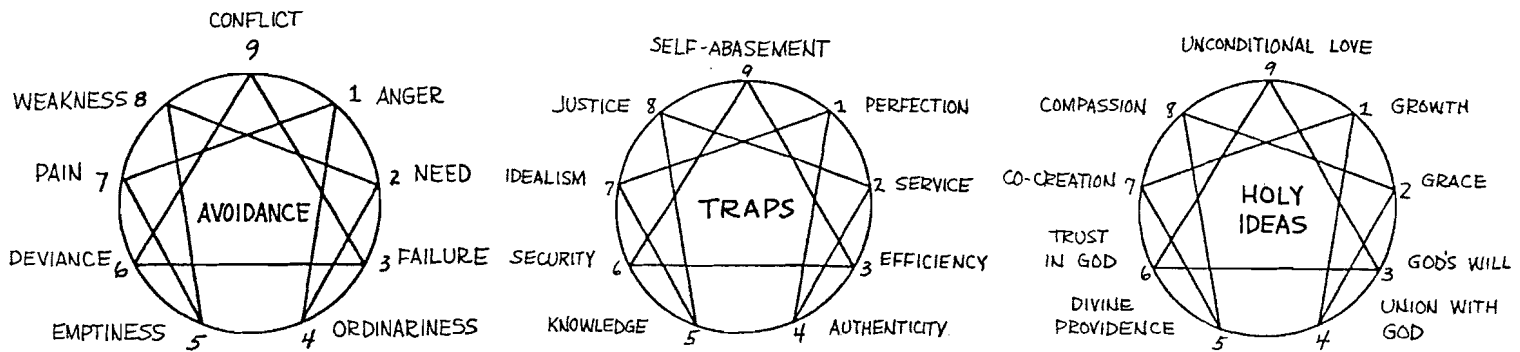 CONFLICT
9
WEAKNESS 8
1 ANGER
PAIN 7
2 NEED
AVOIDANCE
DEVIANCE 6
3 FAILURE
EMPTINESS 5
4 ORDINARINESS
SELF-ABASEMENT
9
JUSTICE 8
1 PERFECTION
IDEALISM 7
2 SERVICE
TRAPS
SECURITY 6
3 EFFICIENCY
KNOWLEDGE 5
4 AUTHENTICITY
UNCONDITIONAL LOVE
9
COMPASSION 8
1 GROWTH
CO-CREATION 7
2 GRACE
HOLY
IDEAS
TRUST
IN GOD 6
3 GOD'S WILL
DIVINE
PROVIDENCE 5
4 UNION WITH
GOD